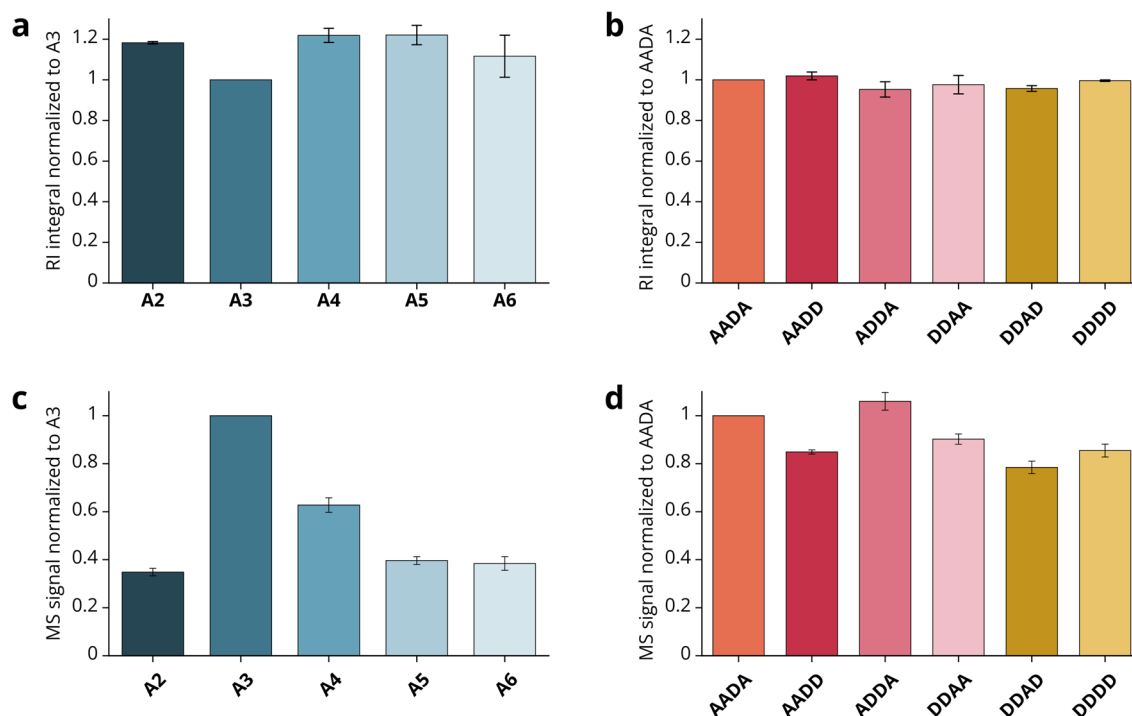 a
RI integral normalized to A3
1.2
1
0.8
0.6
0.4
0.2
0
A2 A3 A4 A5 A6
b
RI integral normalized to AADA
1.2
1
0.8
0.6
0.4
0.2
0
AADA AADD ADDA DDAA DDAD DDDD
c
MS signal normalized to A3
1
0.8
0.6
0.4
0.2
0
A2 A3 A4 A5 A6
d
MS signal normalized to AADA
1
0.8
0.6
0.4
0.2
0
AADA AADD ADDA DDAA DDAD DDDD